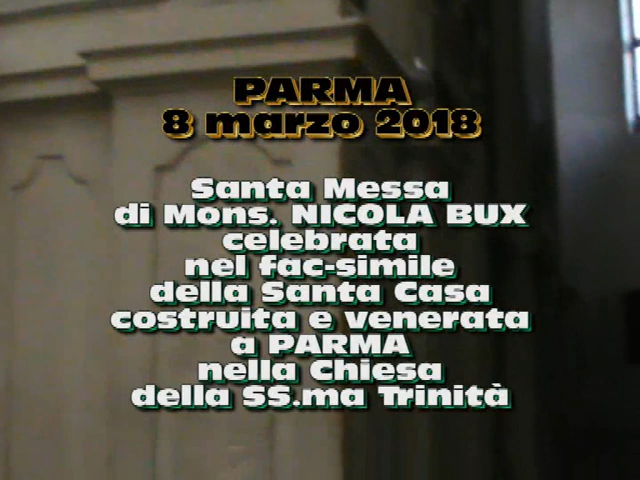 PARMA
8 marzo 2018
Santa Messa
di Mons. NICOLA BUX
celebrata
nel fac-simile
della Santa Casa
costruita e venerata
a PARMA
nella Chiesa
della SS.ma Trinità